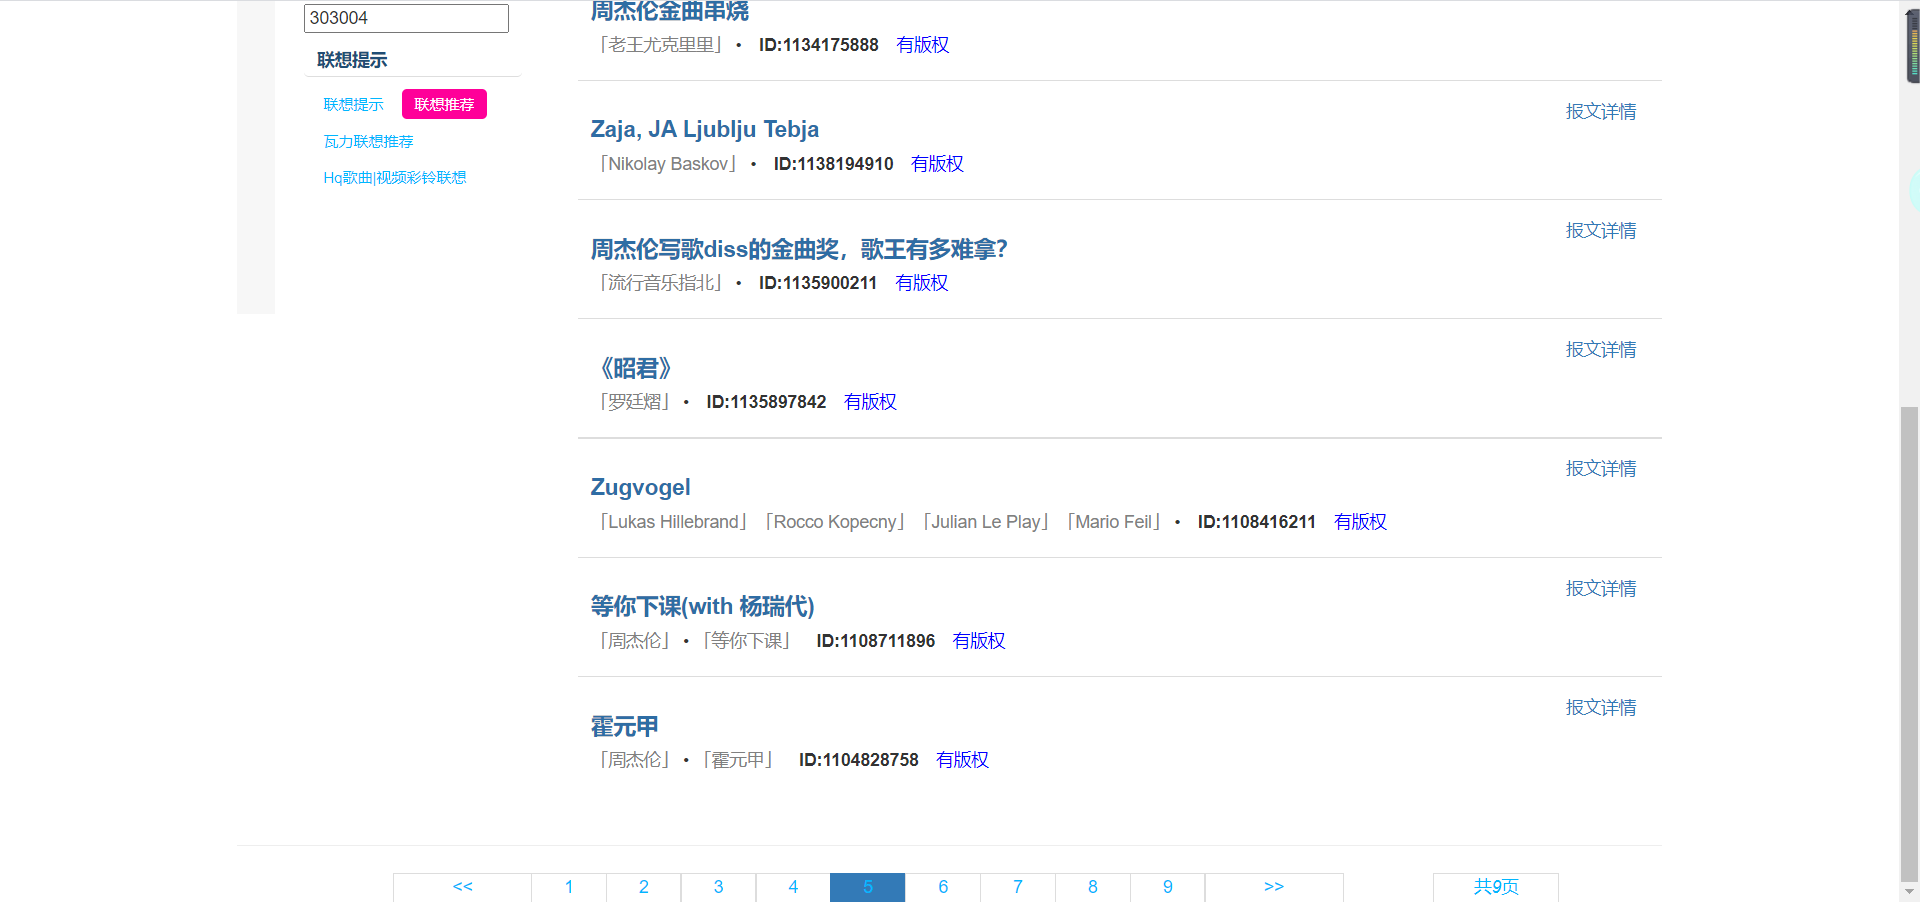 303004
联想提示
联想提示 联想推荐
瓦力联想推荐
Hq歌曲|视频彩铃联想
周杰伦金曲串烧
「老王尤克里里」 • ID:1134175888 有版权
报文详情
Zaja, JA Ljublju Tebja
「Nikolay Baskov」 • ID:1138194910 有版权
报文详情
周杰伦写歌diss的金曲奖，歌王有多难拿?
「流行音乐指北」 • ID:1135900211 有版权
报文详情
《昭君》
「罗廷熠」 • ID:1135897842 有版权
报文详情
Zugvogel
「Lukas Hillebrand」 「Rocco Kopecny」 「Julian Le Play」 「Mario Feil」 • ID:1108416211 有版权
报文详情
等你下课(with 杨瑞代)
「周杰伦」 • 「等你下课」 ID:1108711896 有版权
报文详情
霍元甲
「周杰伦」 • 「霍元甲」 ID:1104828758 有版权
<< 1 2 3 4 5 6 7 8 9 >> 共9页